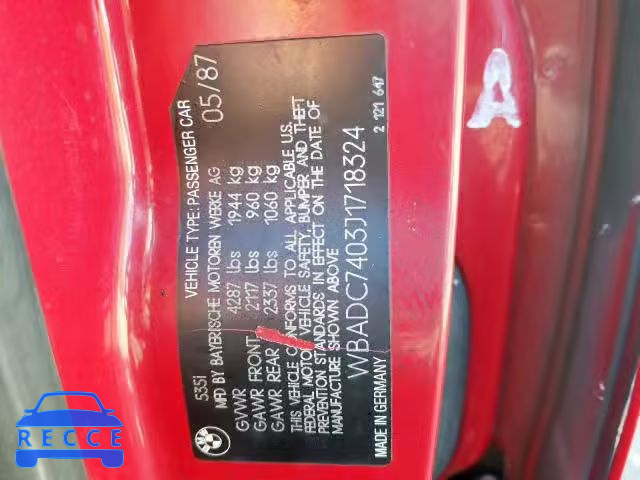 535i
VEHICLE TYPE: PASSENGER CAR 05/87
MFD BY BAYERISCHE MOTOREN WERKE AG
GVWR 4287 lbs 1944 kg
GAWR FRONT 2117 lbs 960 kg
GAWR REAR 2337 lbs 1060 kg
THIS VEHICLE CONFORMS TO ALL APPLICABLE U.S.
FEDERAL MOTOR VEHICLE SAFETY, BUMPER AND THEFT
PREVENTION STANDARDS IN EFFECT ON THE DATE OF
MANUFACTURE SHOWN ABOVE
WBADC7403J1718324
MADE IN GERMANY 2 121 647
BMW
A
RECCE